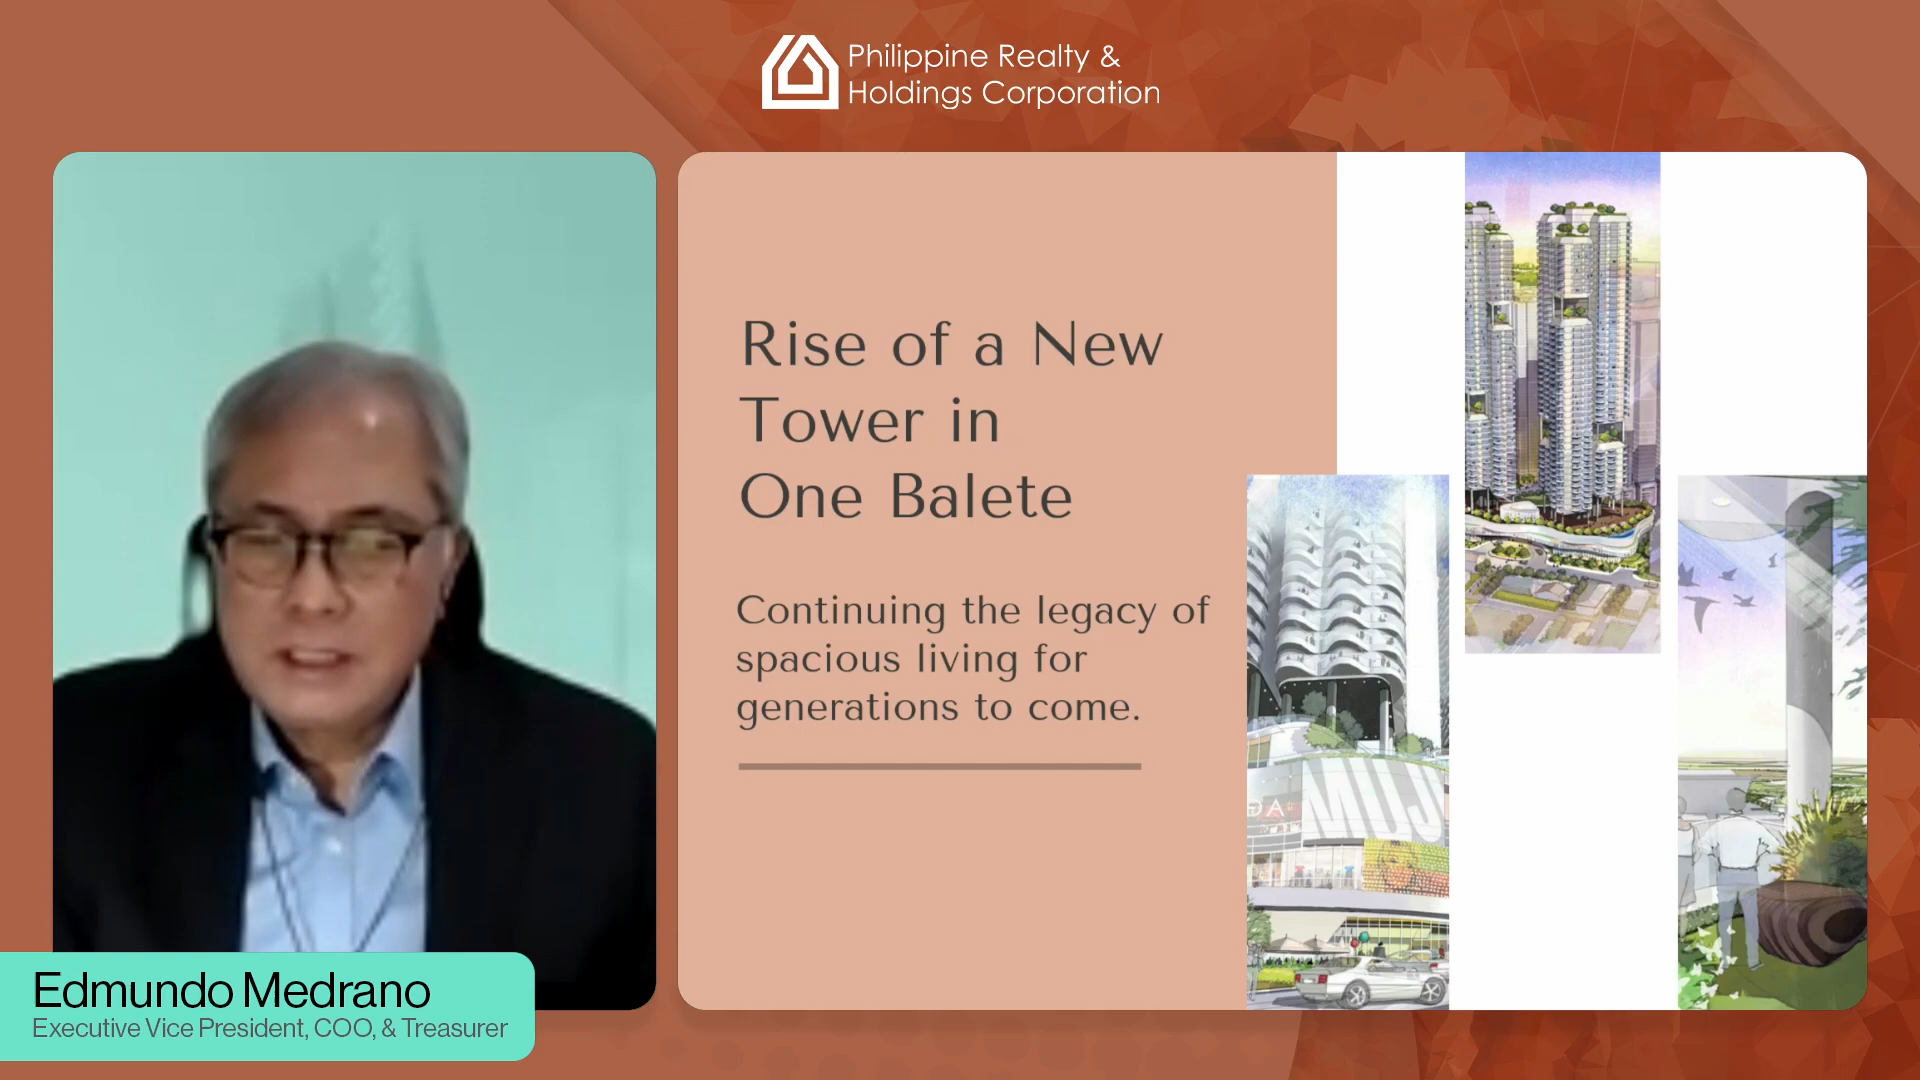 Philippine Realty &
Holdings Corporation
Rise of a New
Tower in
One Balete
Continuing the legacy of
spacious living for
generations to come.
MUJ
Edmundo Medrano
Executive Vice President, COO, & Treasurer